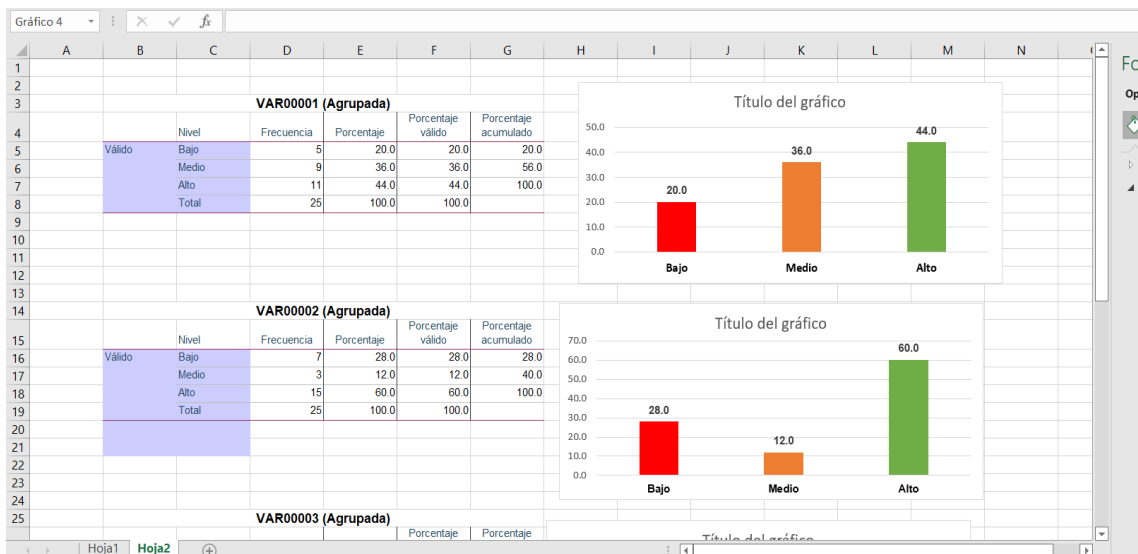 Gráfico 4 fx
A B C D E F G H I J K L M N
1
2
3 VAR00001 (Agrupada)
4 Nivel Frecuencia Porcentaje Porcentaje válido Porcentaje acumulado
5 Válido Bajo 5 20.0 20.0 20.0
6 Medio 9 36.0 36.0 56.0
7 Alto 11 44.0 44.0 100.0
8 Total 25 100.0 100.0
9
10
11
12
13
14 VAR00002 (Agrupada)
15 Nivel Frecuencia Porcentaje Porcentaje válido Porcentaje acumulado
16 Válido Bajo 7 28.0 28.0 28.0
17 Medio 3 12.0 12.0 40.0
18 Alto 15 60.0 60.0 100.0
19 Total 25 100.0 100.0
20
21
22
23
24
25 VAR00003 (Agrupada)
Porcentaje Porcentaje
Título del gráfico
50.0
40.0
30.0
20.0
10.0
0.0
20.0 36.0 44.0
Bajo Medio Alto
Título del gráfico
70.0
60.0
50.0
40.0
30.0
20.0
10.0
0.0
28.0 12.0 60.0
Bajo Medio Alto
Título del gráfico
Fo
Op
Hoja1 Hoja2